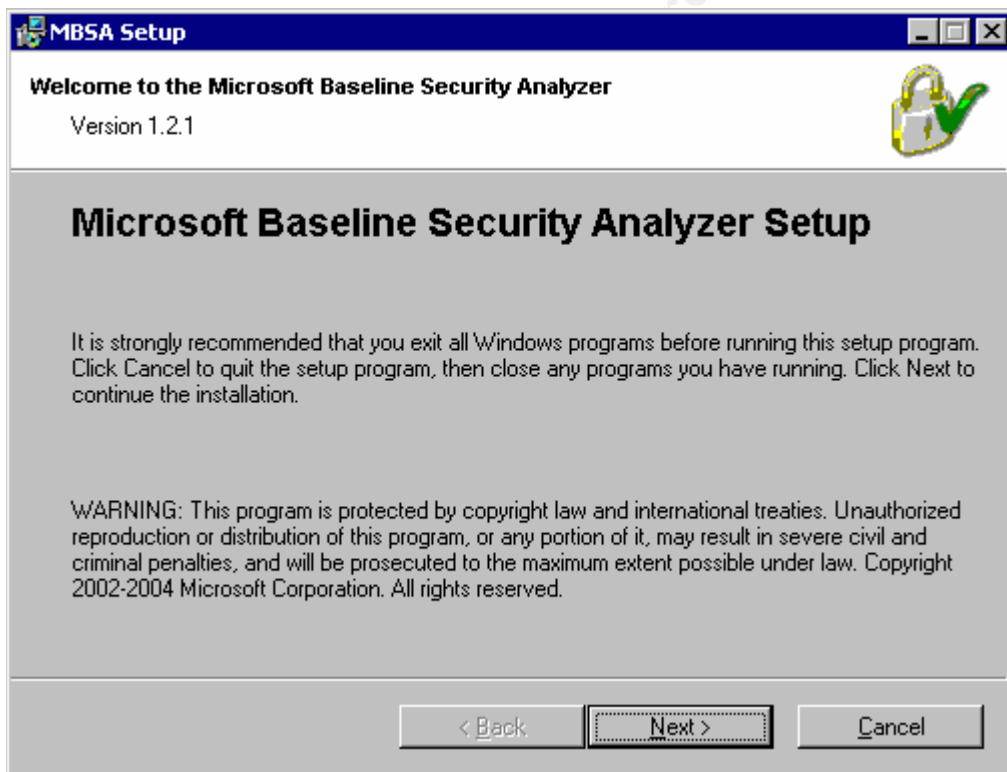 MBSA Setup
Welcome to the Microsoft Baseline Security Analyzer
Version 1.2.1
Microsoft Baseline Security Analyzer Setup
It is strongly recommended that you exit all Windows programs before running this setup program.
Click Cancel to quit the setup program, then close any programs you have running. Click Next to
continue the installation.
WARNING: This program is protected by copyright law and international treaties. Unauthorized
reproduction or distribution of this program, or any portion of it, may result in severe civil and
criminal penalties, and will be prosecuted to the maximum extent possible under law. Copyright
2002-2004 Microsoft Corporation. All rights reserved.
< Back
Next >
Cancel